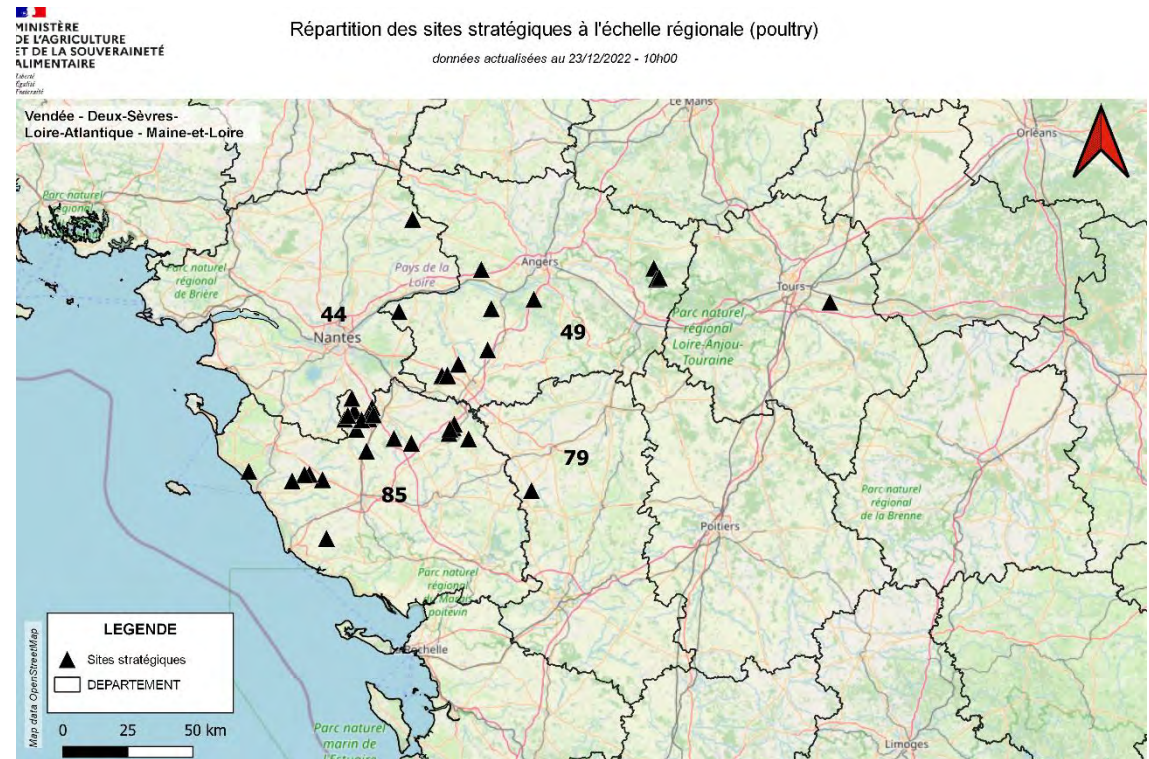 MINISTÈRE
DE L'AGRICULTURE
ET DE LA SOUVERAINETÉ
ALIMENTAIRE
Liberté
Égalité
Fraternité
Répartition des sites stratégiques à l'échelle régionale (poultry)
données actualisées au 23/12/2022 - 10h00
Vendée - Deux-Sèvres-
Loire-Atlantique - Maine-et-Loire
Le Mans
Orléans
Parc naturel
régional
Parc naturel
régional
de Brière
Pays de la
Loire
Angers
Tours
44
Nantes
49
Parc naturel
régional
Loire-Anjou-
Touraine
79
85
Parc naturel
régional
de la Brenne
Poitiers
Parc naturel
régional
du Marais
poitevin
La Rochelle
Limoges
Parc naturel
marin de
l'Estuaire
LEGENDE
Sites stratégiques
DEPARTEMENT
0 25 50 km
Map data OpenStreetMap